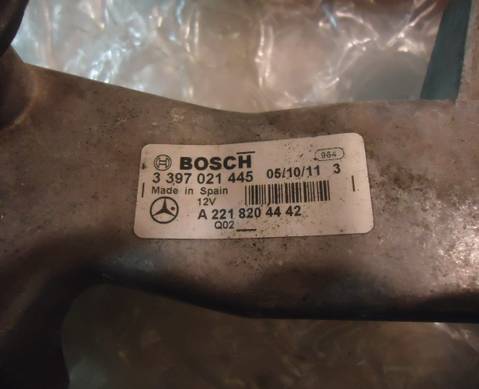 BOSCH 984
3 397 021 445 05/10/11 3
Made in Spain
12V
A 221 820 44 42
Q02